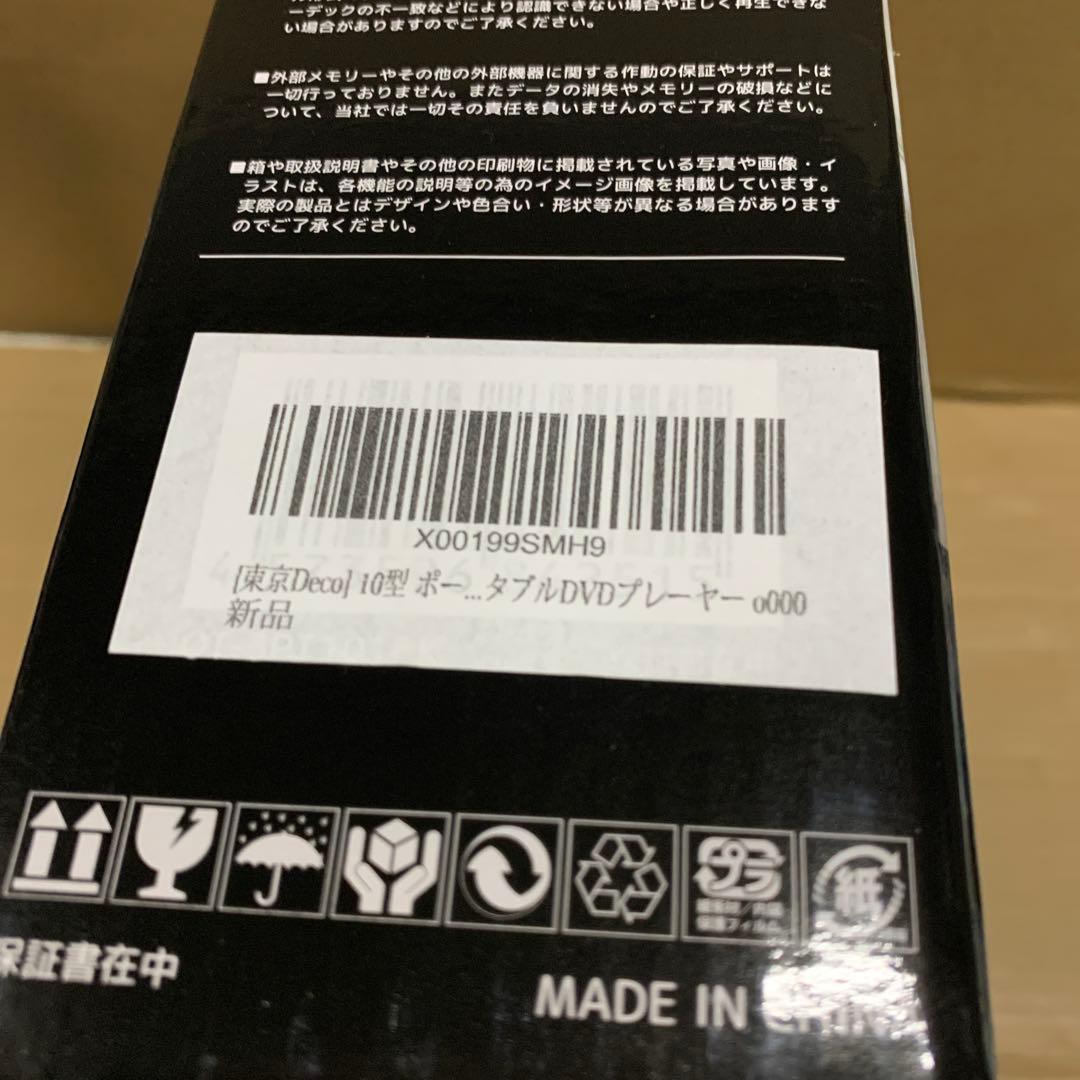 ーデックの不一致などにより認識できない場合や正しく再生できな
い場合がありますのでご了承ください。
■外部メモリーやその他の外部機器に関する作動の保証やサポートは
一切行っておりません。またデータの消失やメモリーの破損などに
ついて、当社では一切その責任を負いませんのでご了承ください。
■箱や取扱説明書やその他の印刷物に掲載されている写真や画像・イ
ラストは、各機能の説明等の為のイメージ画像を掲載しています。
実際の製品とはデザインや色合い・形状等が異なる場合があります
のでご了承ください。
X00199SMH9
[東京Deco] 10型 ポー...タブルDVDプレーヤー o000
新品
プラ
保護フィルム
紙
保証書在中
MADE IN CHINA